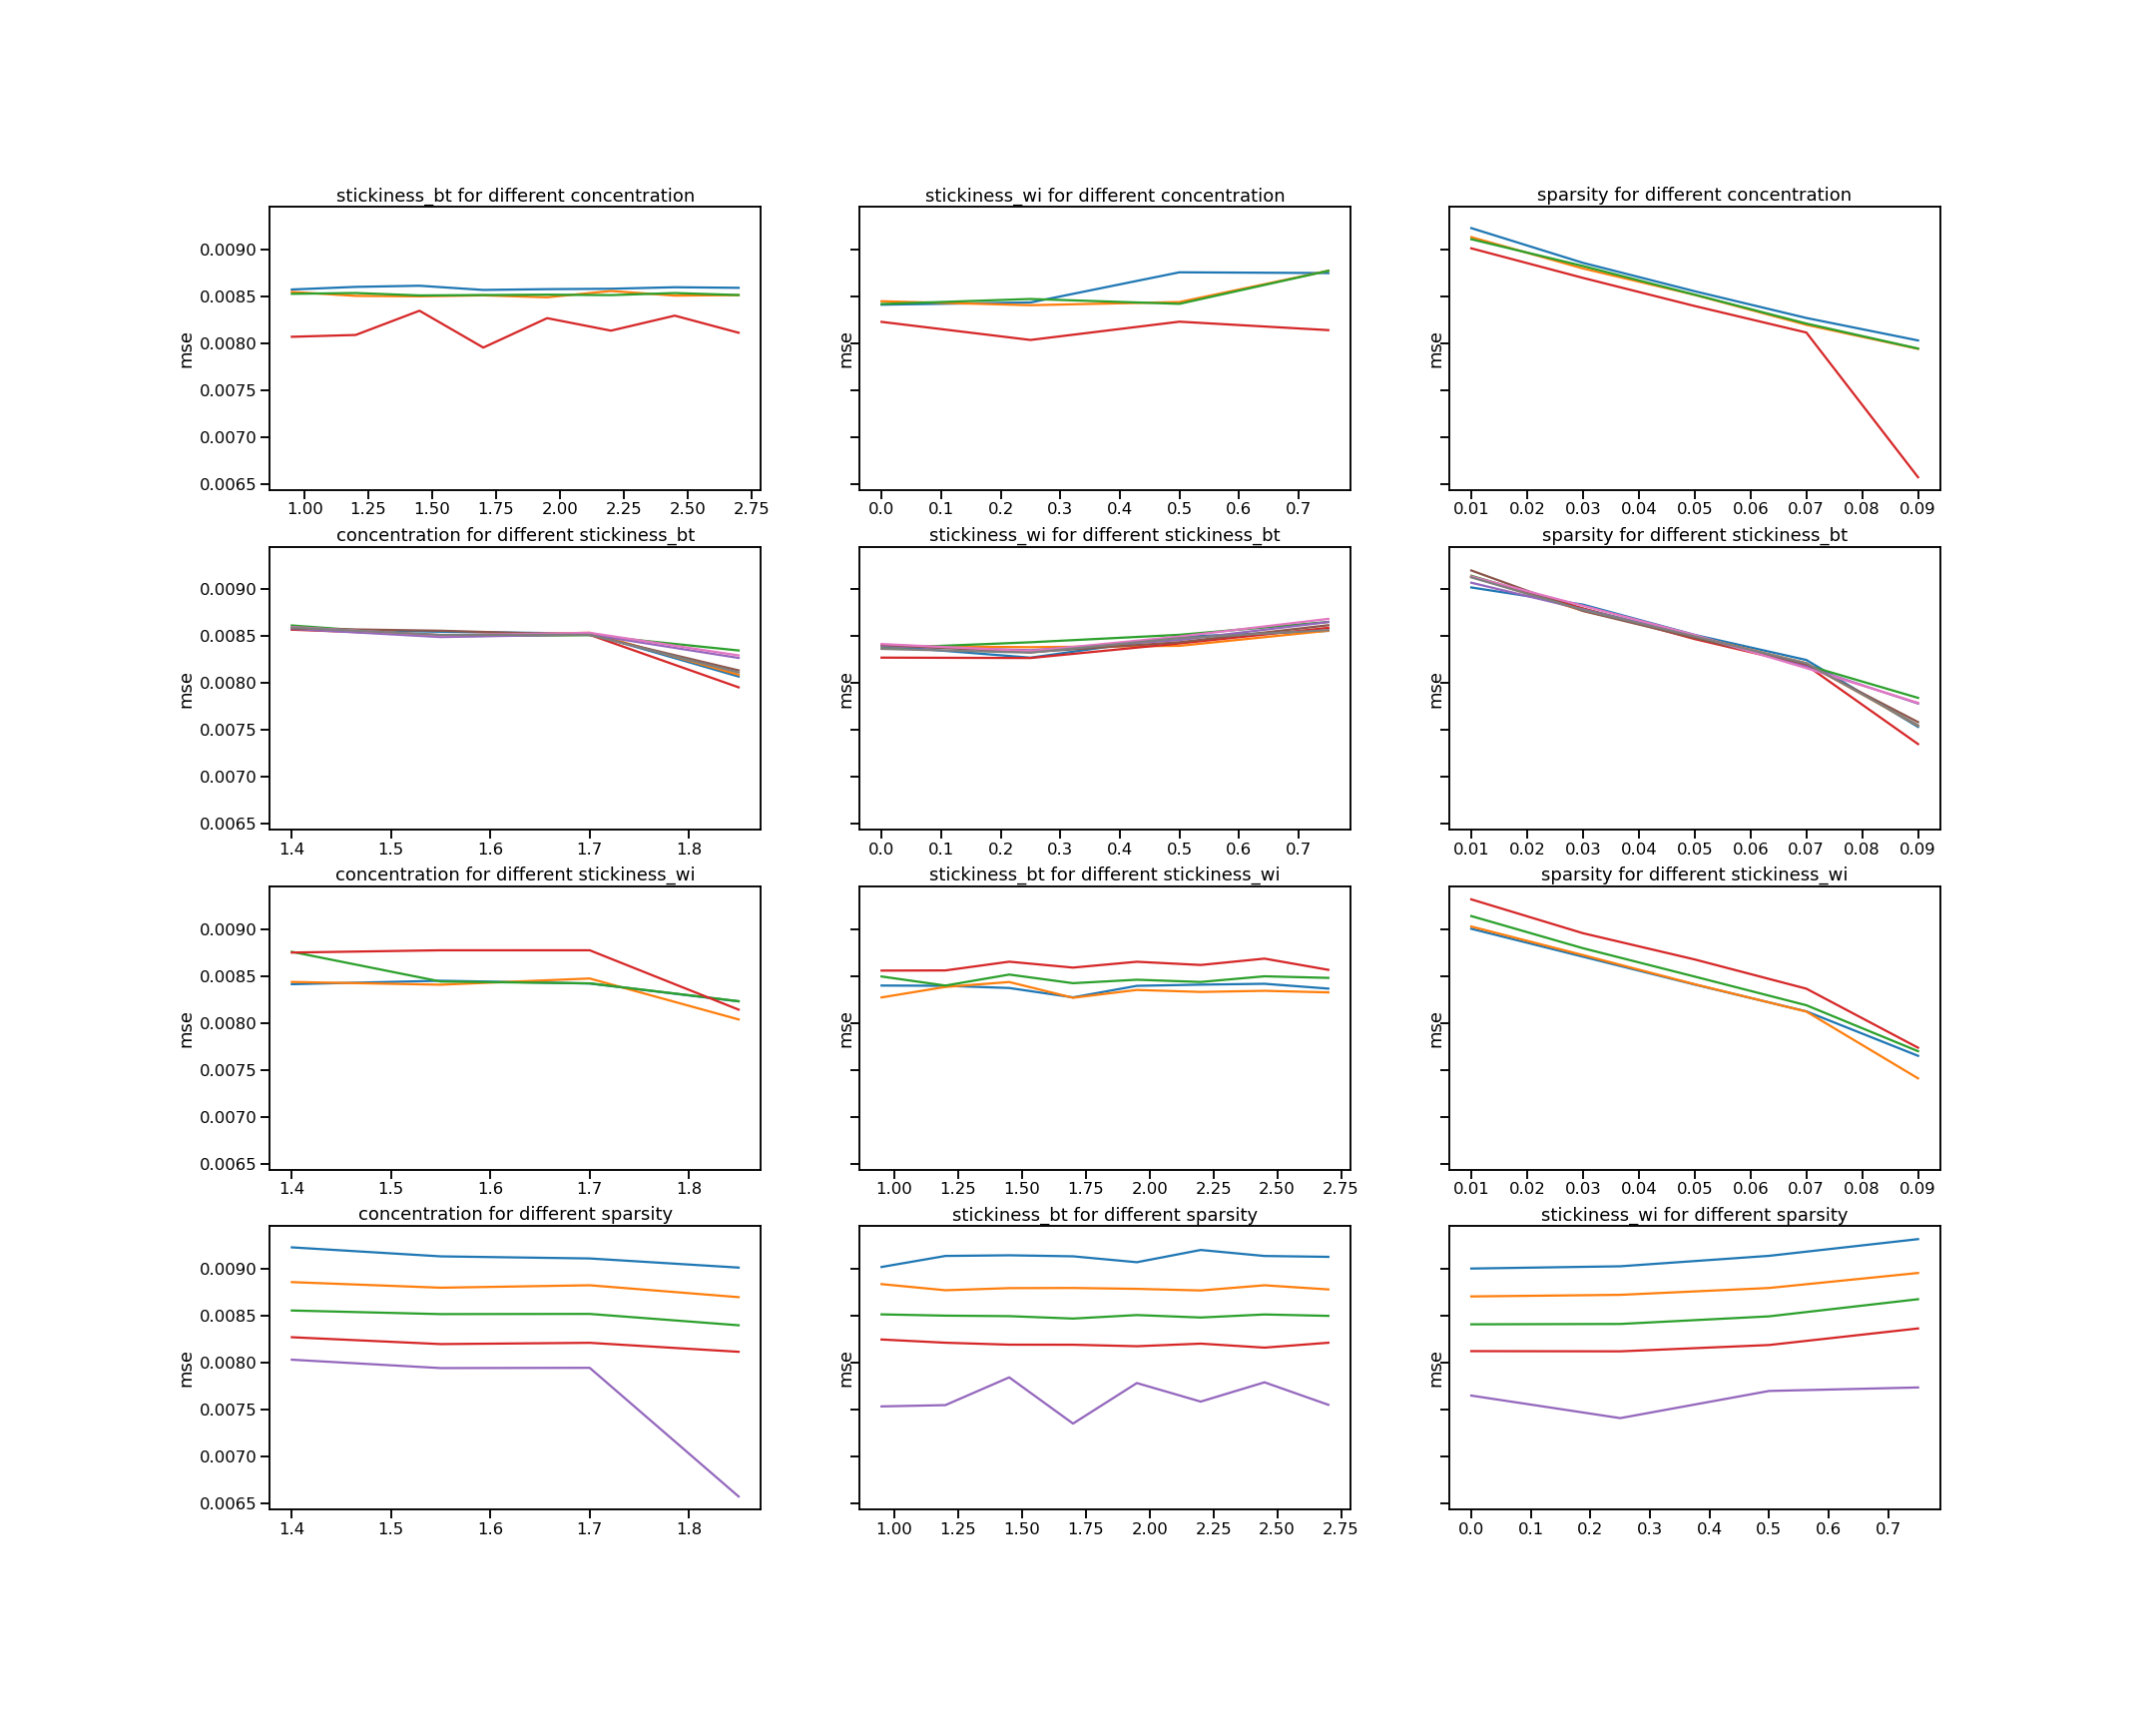 stickiness_bt for different concentration
stickiness_wi for different concentration
sparsity for different concentration
mse
0.0090
0.0085
0.0080
0.0075
0.0070
0.0065
1.00 1.25 1.50 1.75 2.00 2.25 2.50 2.75
mse
0.0 0.1 0.2 0.3 0.4 0.5 0.6 0.7
mse
0.01 0.02 0.03 0.04 0.05 0.06 0.07 0.08 0.09
concentration for different stickiness_bt
stickiness_wi for different stickiness_bt
sparsity for different stickiness_bt
mse
0.0090
0.0085
0.0080
0.0075
0.0070
0.0065
1.4 1.5 1.6 1.7 1.8
mse
0.0 0.1 0.2 0.3 0.4 0.5 0.6 0.7
mse
0.01 0.02 0.03 0.04 0.05 0.06 0.07 0.08 0.09
concentration for different stickiness_wi
stickiness_bt for different stickiness_wi
sparsity for different stickiness_wi
mse
0.0090
0.0085
0.0080
0.0075
0.0070
0.0065
1.4 1.5 1.6 1.7 1.8
mse
1.00 1.25 1.50 1.75 2.00 2.25 2.50 2.75
mse
0.01 0.02 0.03 0.04 0.05 0.06 0.07 0.08 0.09
concentration for different sparsity
stickiness_bt for different sparsity
stickiness_wi for different sparsity
mse
0.0090
0.0085
0.0080
0.0075
0.0070
0.0065
1.4 1.5 1.6 1.7 1.8
mse
1.00 1.25 1.50 1.75 2.00 2.25 2.50 2.75
mse
0.0 0.1 0.2 0.3 0.4 0.5 0.6 0.7